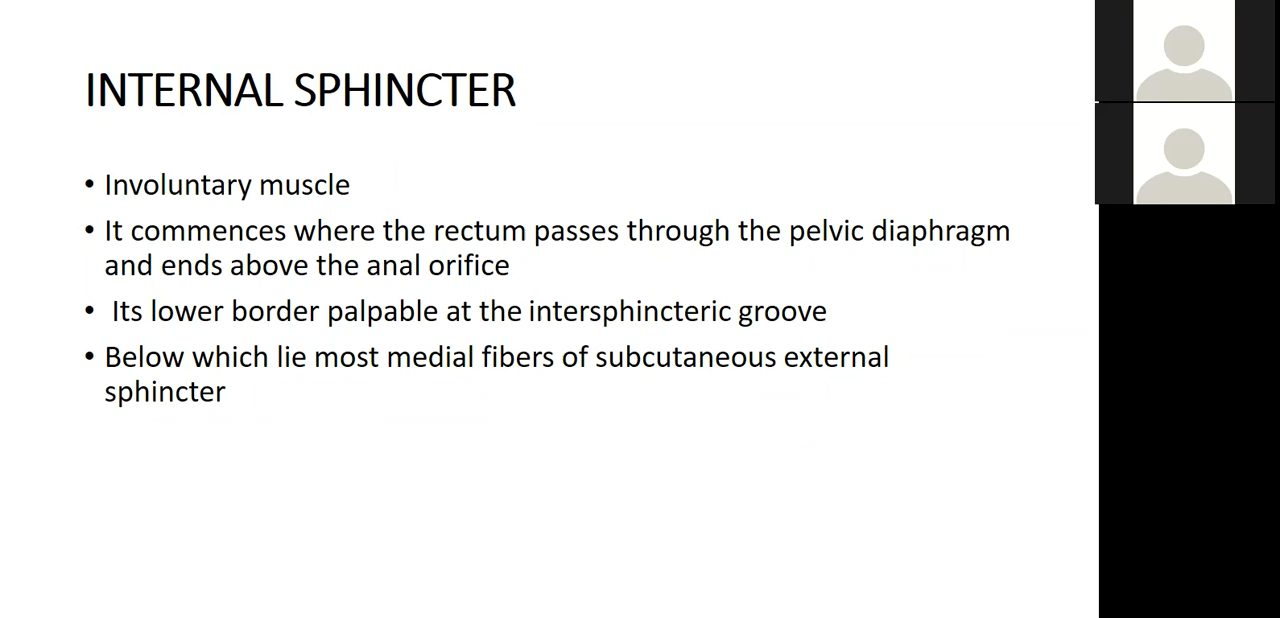 INTERNAL SPHINCTER
• Involuntary muscle
• It commences where the rectum passes through the pelvic diaphragm
and ends above the anal orifice
• Its lower border palpable at the intersphincteric groove
• Below which lie most medial fibers of subcutaneous external
sphincter